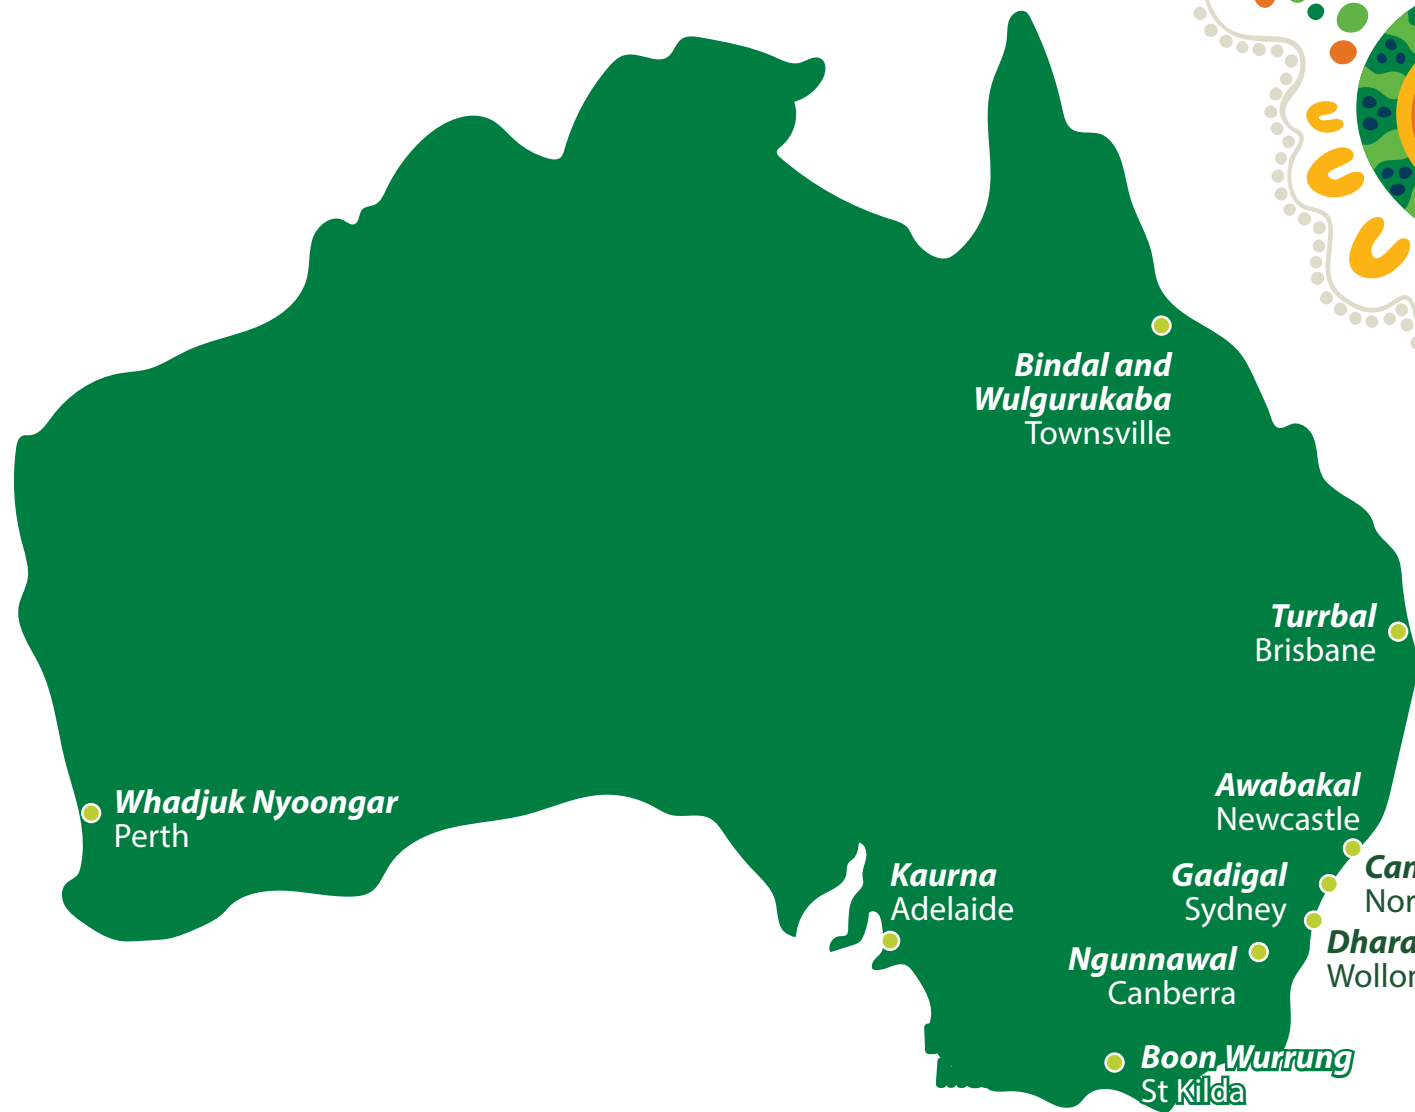 Bindal and
Wulgurukaba
Townsville
Turrbal
Brisbane
Awabakal
Newcastle
Whadjuk Nyoongar
Perth
Kaurna
Adelaide
Gadigal
Sydney
Ngunnawal
Canberra
Boon Wurrung
St Kilda